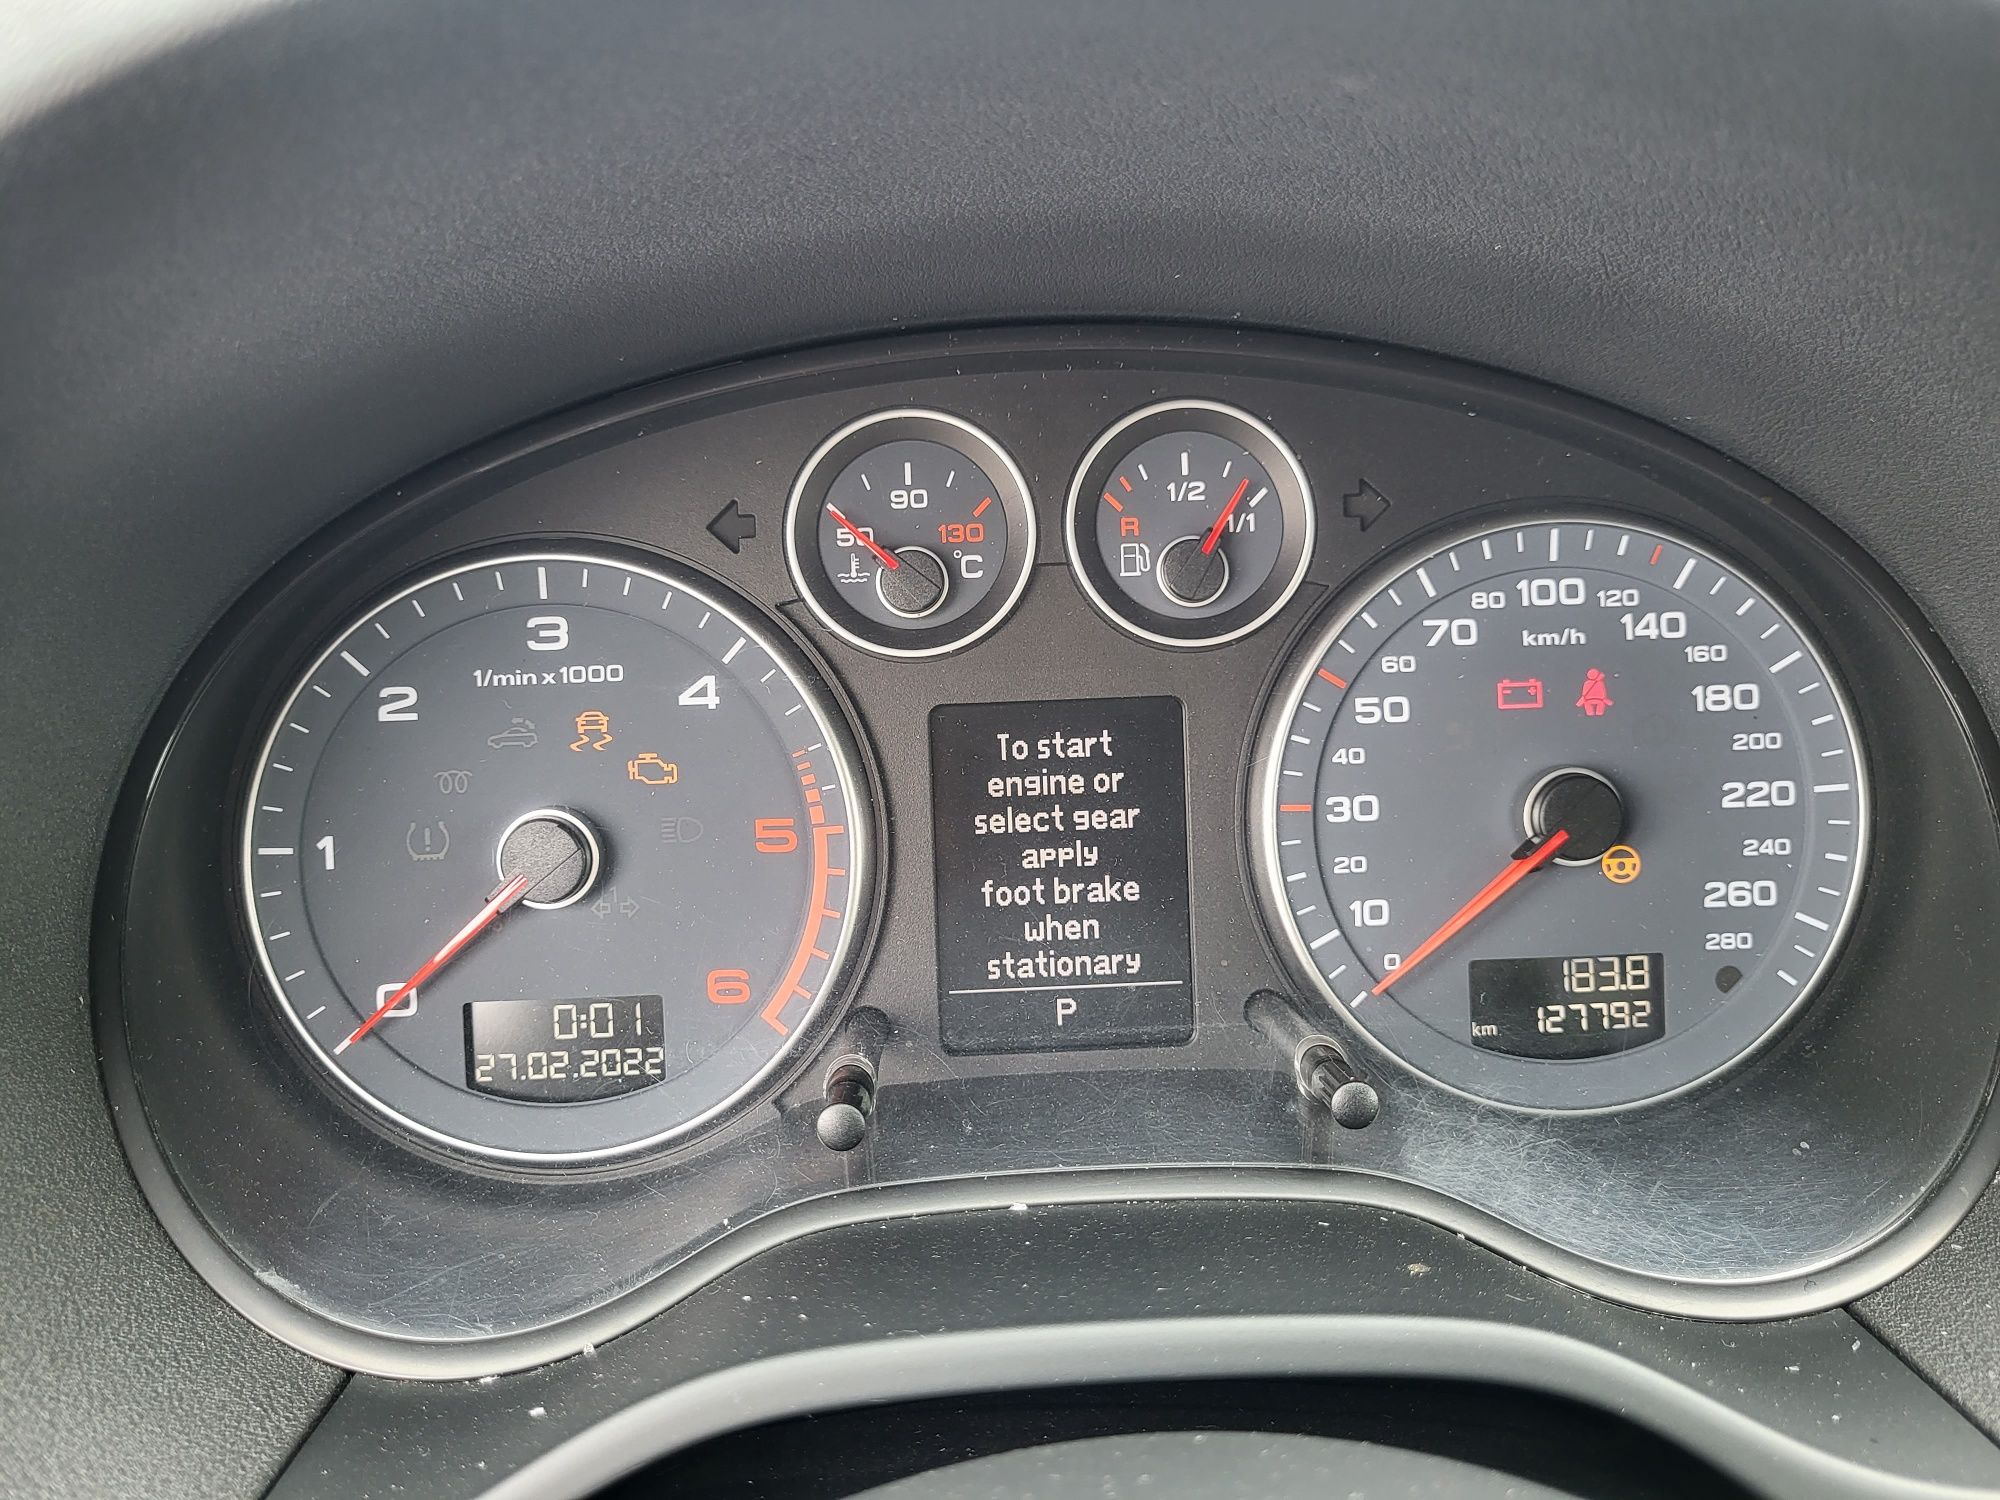 90
50
130
°C
1/2
R
1/1
3
1/min x 1000
2
4
1
5
0
6
0:01
27.02.2022
To start
engine or
select gear
apply
foot brake
when
stationary
P
80 100 120
70 km/h 140
60 160
50 180
40 200
30 220
20 240
10 260
0 280
183.8
km 127792